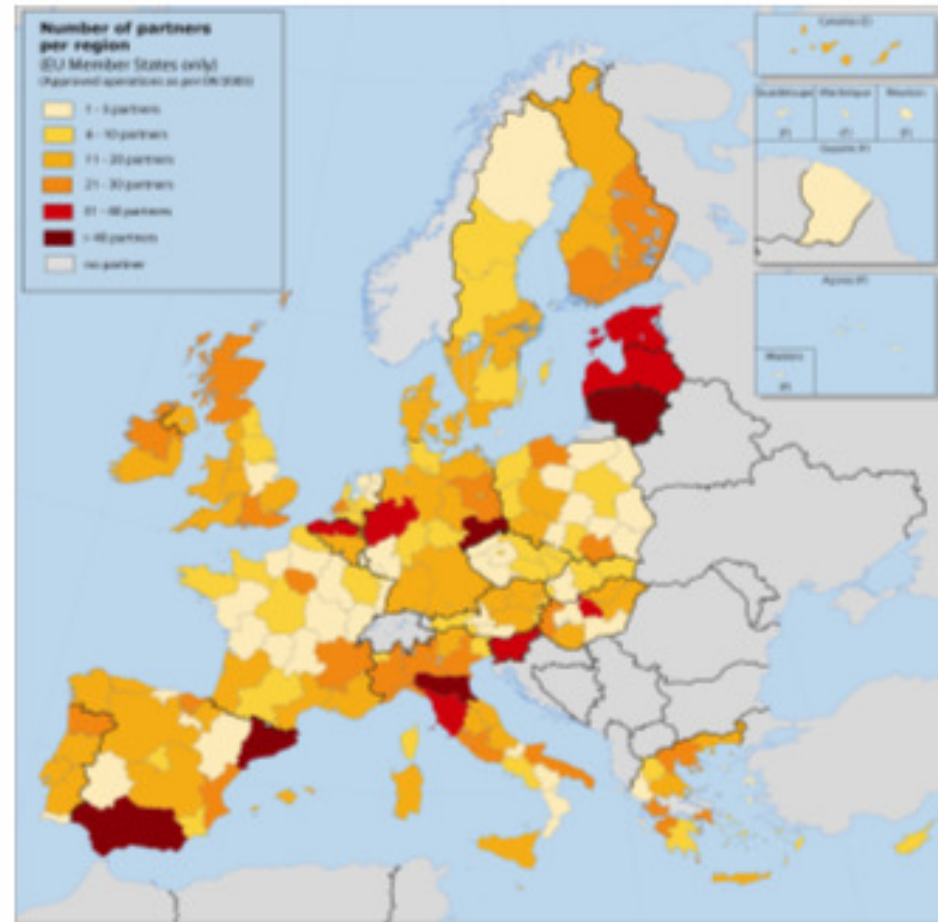 Number of partners
per region
(EU Member States only)
1 - 5 partners
6 - 10 partners
11 - 20 partners
21 - 30 partners
31 - 40 partners
> 40 partners
no partner
Guadeloupe Martinique Réunion